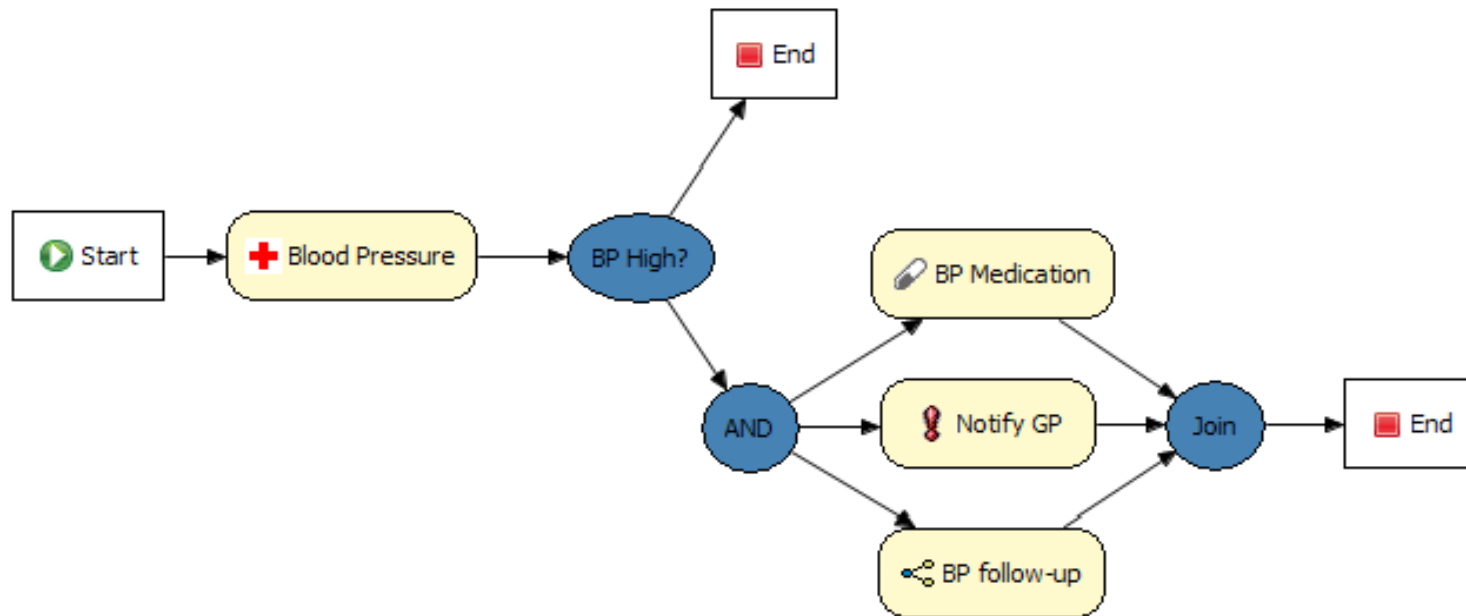 End
Start
Blood Pressure
BP High?
BP Medication
AND
Notify GP
Join
End
BP follow-up